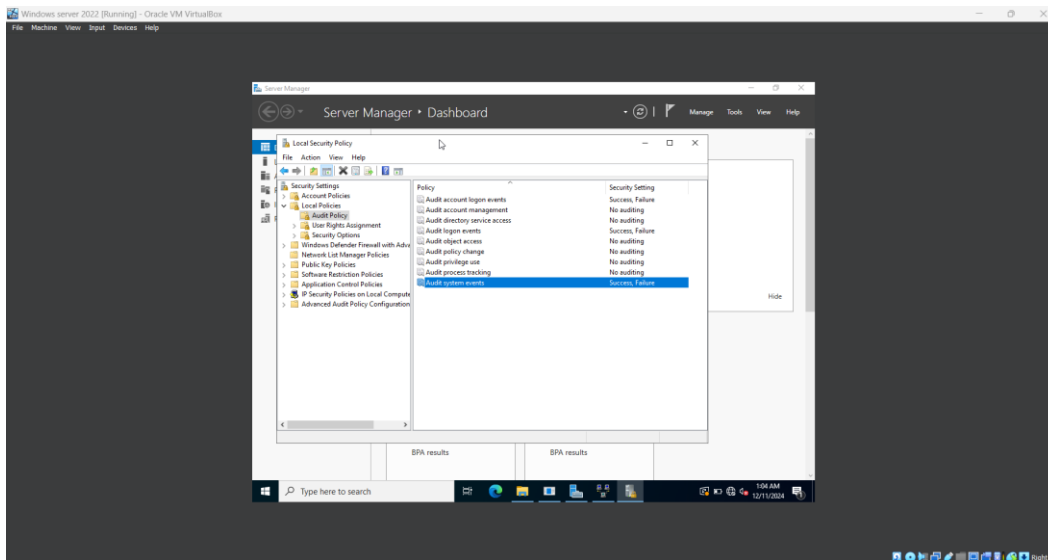 Windows server 2022 [Running] - Oracle VM VirtualBox
File Machine View Input Devices Help
Server Manager
Server Manager • Dashboard
Manage Tools View Help
Local Security Policy
File Action View Help
Security Settings
Account Policies
Local Policies
Audit Policy
User Rights Assignment
Security Options
Windows Defender Firewall with Adva
Network List Manager Policies
Public Key Policies
Software Restriction Policies
Application Control Policies
IP Security Policies on Local Compute
Advanced Audit Policy Configuration
Policy Security Setting
Audit account logon events Success, Failure
Audit account management No auditing
Audit directory service access No auditing
Audit logon events Success, Failure
Audit object access No auditing
Audit policy change No auditing
Audit privilege use No auditing
Audit process tracking No auditing
Audit system events Success, Failure
Hide
BPA results BPA results
Type here to search
1:04 AM
12/11/2024
Right